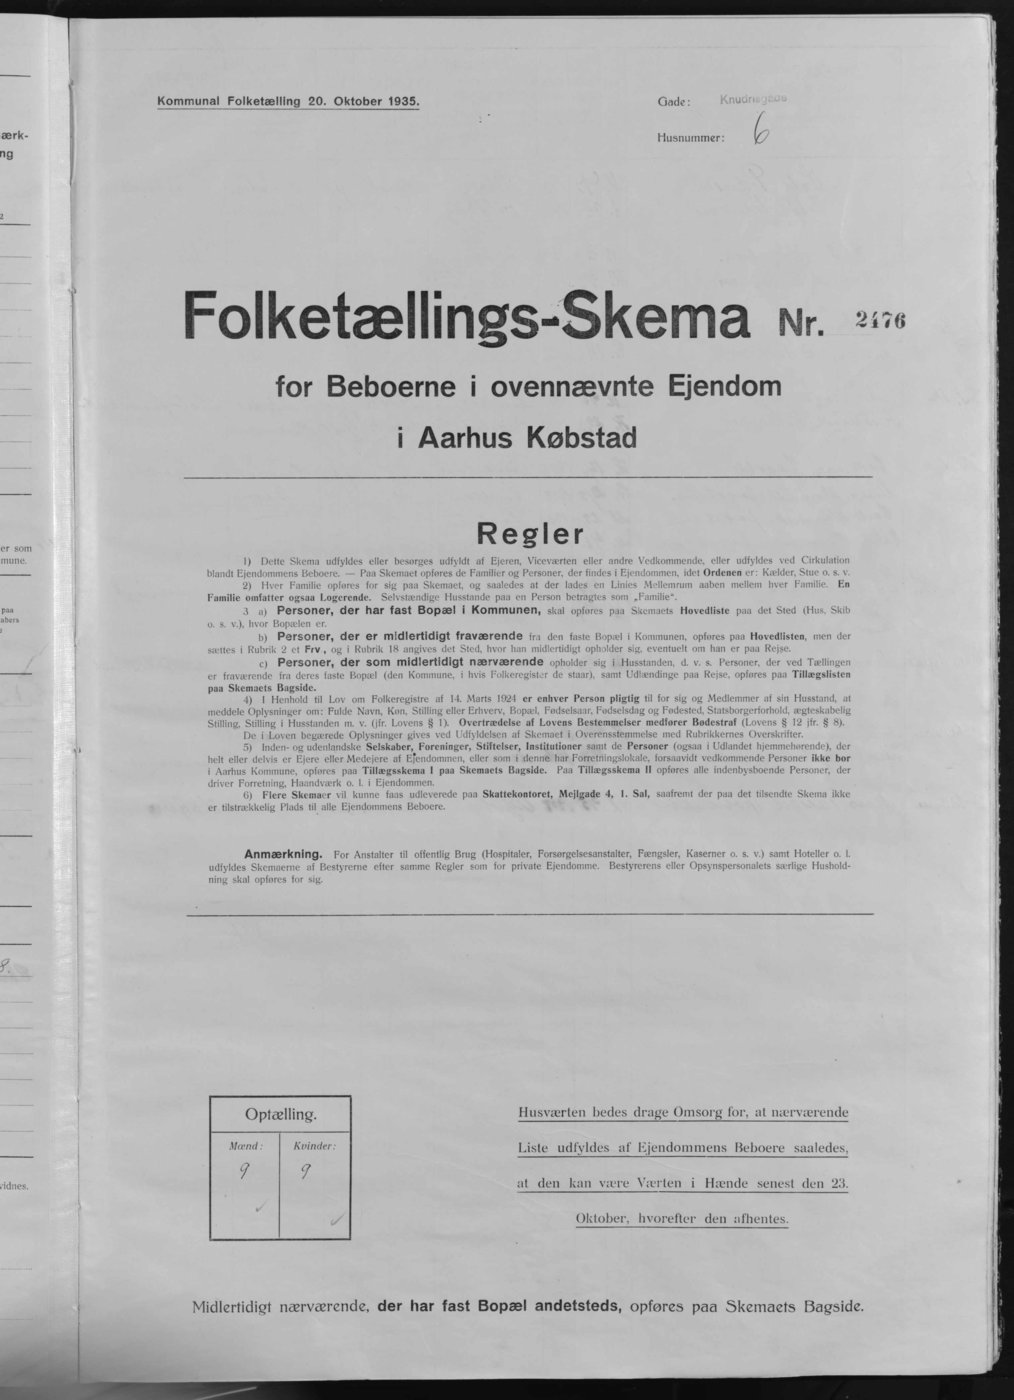 Kommunal Folketælling 20. Oktober 1935.
Gade: Knudrisgade
Husnummer: 6
Folketællings-Skema Nr. 2476
for Beboerne i ovennævnte Ejendom
i Aarhus Købstad
Regler
1) Dette Skema udfyldes eller besørges udfyldt af Ejeren, Viceværten eller andre Vedkommende, eller udfyldes ved Cirkulation
blandt Ejendommens Beboere. — Paa Skemaet opføres de Familier og Personer, der findes i Ejendommen, idet Ordenen er: Kælder, Stue o. s. v.
2) Hver Familie opføres for sig paa Skemaet, og saaledes at der lades en Linies Mellemrum aaben mellem hver Familie. En
Familie omfatter ogsaa Logerende. Selvstændige Husstande paa en Person betragtes som „Familie".
3 a) Personer, der har fast Bopæl i Kommunen, skal opføres paa Skemaets Hovedliste paa det Sted (Hus, Skib
o. s. v.), hvor Bopælen er.
b) Personer, der er midlertidigt fraværende fra den faste Bopæl i Kommunen, opføres paa Hovedlisten, men der
sættes i Rubrik 2 et Frv., og i Rubrik 18 angives det Sted, hvor han midlertidigt opholder sig, eventuelt om han er paa Rejse.
c) Personer, der som midlertidigt nærværende opholder sig i Husstanden, d. v. s. Personer, der ved Tællingen
er fraværende fra deres faste Bopæl (den Kommune, i hvis Folkeregister de staar), samt Udlændinge paa Rejse, opføres paa Tillægslisten
paa Skemaets Bagside.
4) I Henhold til Lov om Folkeregistre af 14. Marts 1924 er enhver Person pligtig til for sig og Medlemmer af sin Husstand, at
meddele Oplysninger om: Fulde Navn, Køn, Stilling eller Erhverv, Bopæl, Fødselsaar, Fødselsdag og Fødested, Statsborgerforhold, ægteskabelig
Stilling, Stilling i Husstanden m. v. (jfr. Lovens § 1). Overtrædelse af Lovens Bestemmelser medfører Bødestraf (Lovens § 12 jfr. § 8).
De i Loven begærede Oplysninger gives ved Udfyldelsen af Skemaet i Overensstemmelse med Rubrikkernes Overskrifter.
5) Inden- og udenlandske Selskaber, Foreninger, Stiftelser, Institutioner samt de Personer (ogsaa i Udlandet hjemmehørende), der
helt eller delvis er Ejere eller Medejere af Ejendommen, eller som i denne har Forretningslokale, forsaavidt vedkommende Personer ikke bor
i Aarhus Kommune, opføres paa Tillægsskema I paa Skemaets Bagside. Paa Tillægsskema II opføres alle indenbysboende Personer, der
driver Forretning, Haandværk o. l. i Ejendommen.
6) Flere Skemaer vil kunne faas udleverede paa Skattekontoret, Mejlgade 4, 1. Sal, saafremt der paa det tilsendte Skema ikke
er tilstrækkelig Plads til alle Ejendommens Beboere.
Anmærkning. For Anstalter til offentlig Brug (Hospitaler, Forsørgelsesanstalter, Fængsler, Kaserner o. s. v.) samt Hoteller o. l.
udfyldes Skemaerne af Bestyrerne efter samme Regler som for private Ejendomme. Bestyrerens eller Opsynspersonalets særlige Hushold-
ning skal opføres for sig.
Optælling.
Mænd: Kvinder:
9 9
Husværten bedes drage Omsorg for, at nærværende
Liste udfyldes af Ejendommens Beboere saaledes,
at den kan være Værten i Hænde senest den 23.
Oktober, hvorefter den afhentes.
Midlertidigt nærværende, der har fast Bopæl andetsteds, opføres paa Skemaets Bagside.